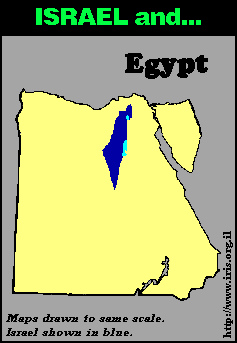 ISRAEL and...
Egypt
Maps drawn to same scale.
Israel shown in blue.
http://www.iris.org.il